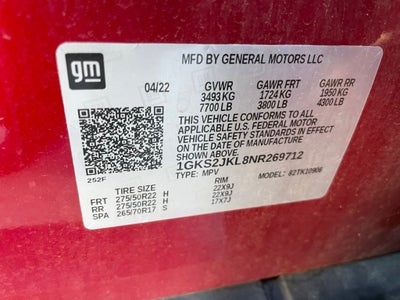 gm
MFD BY GENERAL MOTORS LLC
04/22 GVWR GAWR FRT GAWR RR
3493 KG 1724 KG 1950 KG
7700 LB 3800 LB 4300 LB
THIS VEHICLE CONFORMS TO ALL
APPLICABLE U.S. FEDERAL MOTOR
VEHICLE SAFETY STANDARDS IN EFFECT
ON THE DATE OF MANUFACTURE
SHOWN ABOVE.
1GKS2JKL8NR269712
252F TYPE: MPV MODEL: 82TK10906
TIRE SIZE RIM
FRT 275/50R22 H 22X9J
RR 275/50R22 H 22X9J
SPA 265/70R17 S 17X7J